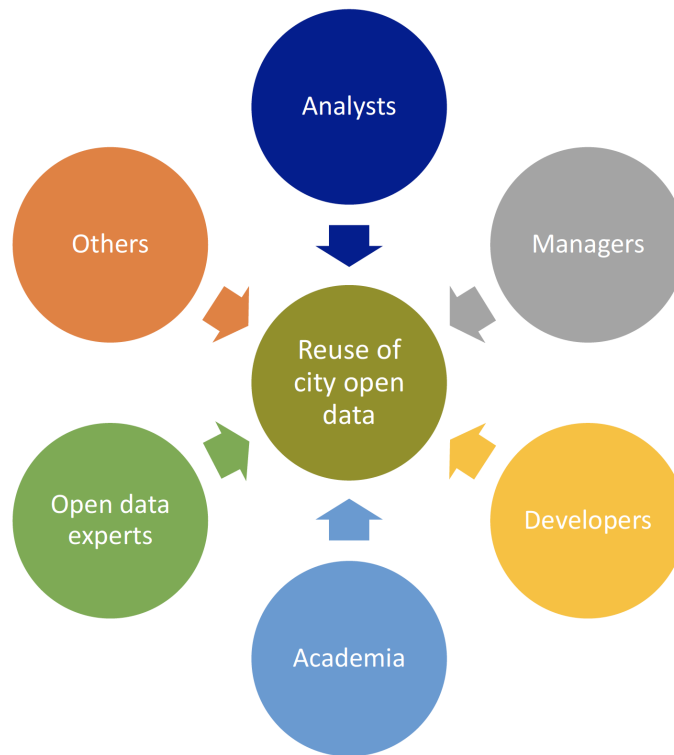 Analysts
Others
Managers
Reuse of
city open
data
Open data
experts
Developers
Academia